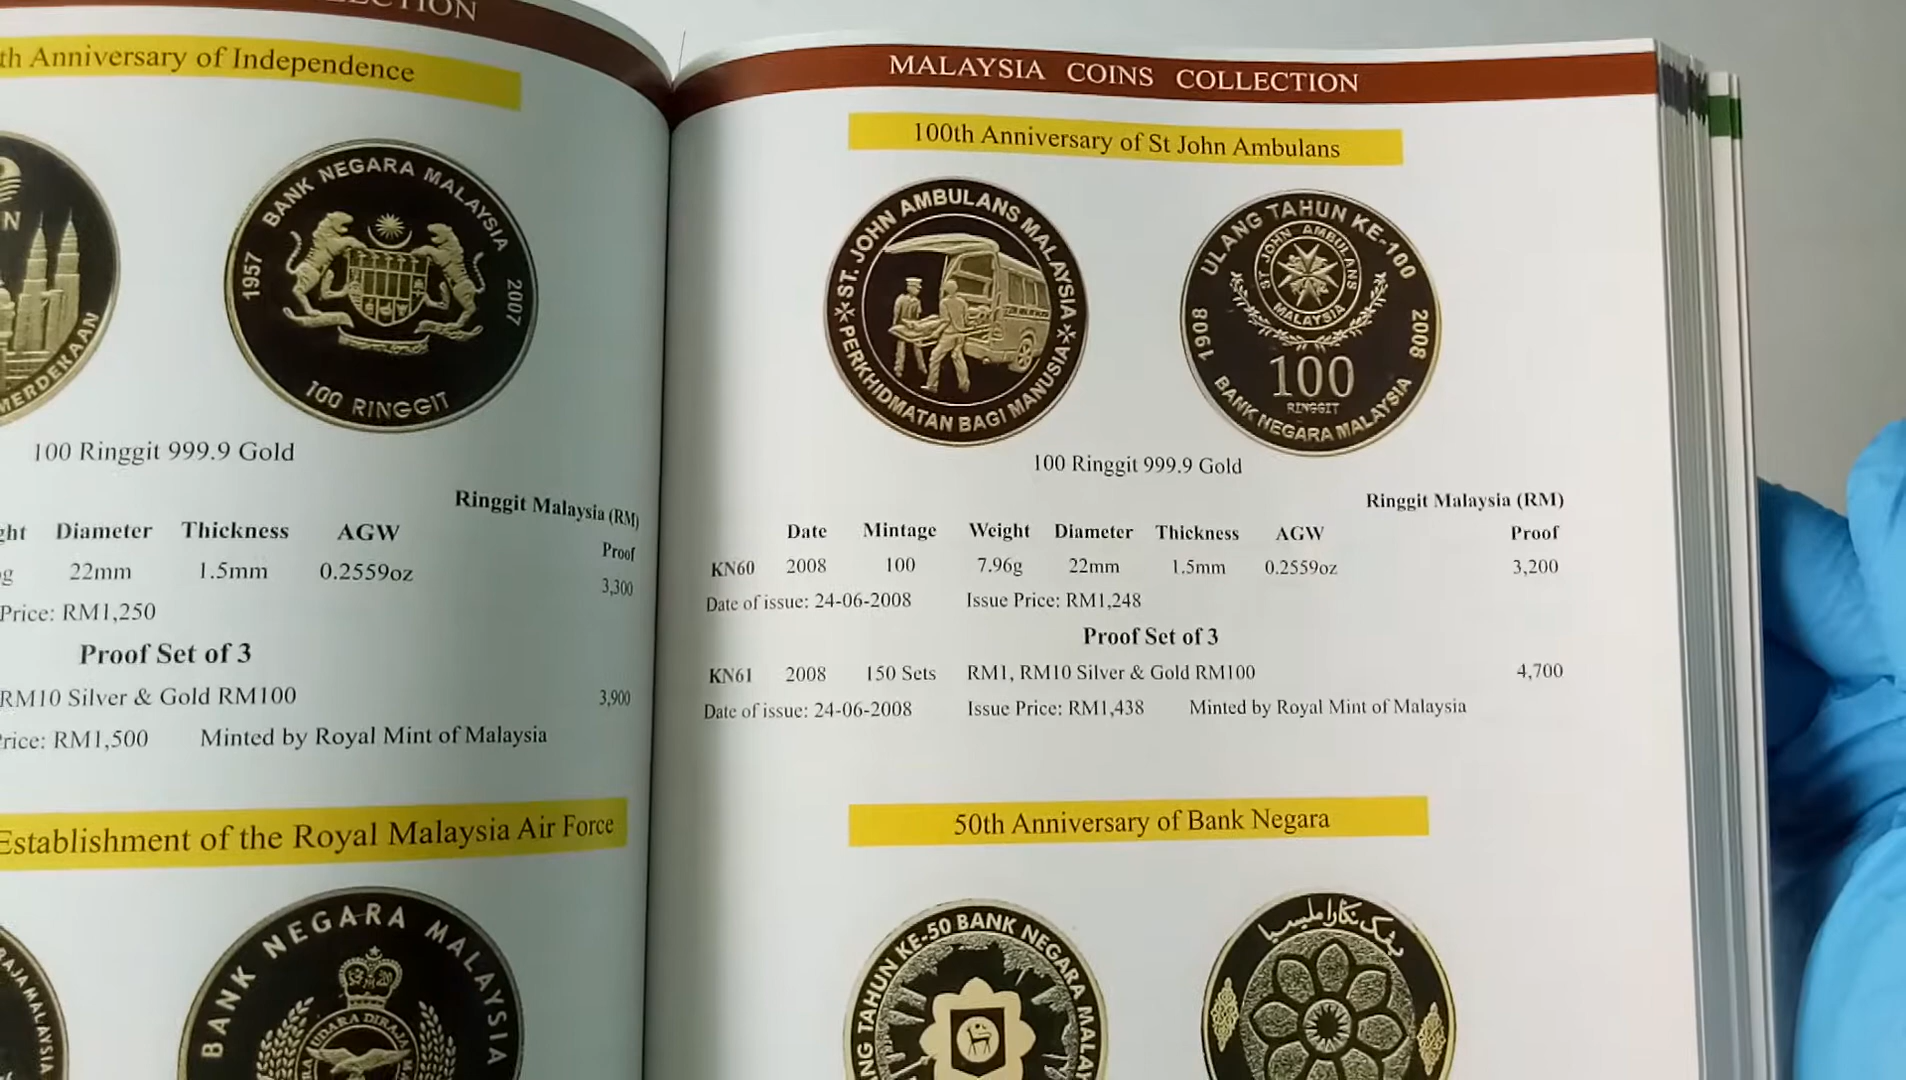 th Anniversary of Independence
N
MERDEKAAN
BANK NEGARA MALAYSIA
1957
2007
100 RINGGIT
100 Ringgit 999.9 Gold
Ringgit Malaysia (RM)
Diameter Thickness AGW Proof
22mm 1.5mm 0.2559oz 3,300
Price: RM1,250
Proof Set of 3
RM10 Silver & Gold RM100 3,900
rice: RM1,500 Minted by Royal Mint of Malaysia
Establishment of the Royal Malaysia Air Force
RAJA MALAYSIA
BANK NEGARA MALAYSIA
UDARA DIRAJA
MALAYSIA COINS COLLECTION
100th Anniversary of St John Ambulans
ST. JOHN AMBULANS MALAYSIA
PERKHIDMATAN BAGI MANUSIA
ULANG TAHUN KE-100
ST JOHN AMBULANS
MALAYSIA
1908
2008
100
RINGGIT
BANK NEGARA MALAYSIA
100 Ringgit 999.9 Gold
Ringgit Malaysia (RM)
Date Mintage Weight Diameter Thickness AGW Proof
KN60 2008 100 7.96g 22mm 1.5mm 0.2559oz 3,200
Date of issue: 24-06-2008 Issue Price: RM1,248
Proof Set of 3
KN61 2008 150 Sets RM1, RM10 Silver & Gold RM100 4,700
Date of issue: 24-06-2008 Issue Price: RM1,438 Minted by Royal Mint of Malaysia
50th Anniversary of Bank Negara
TAHUN KE-50 BANK NEGARA MALAY
بڠک نڬارا مليسيا